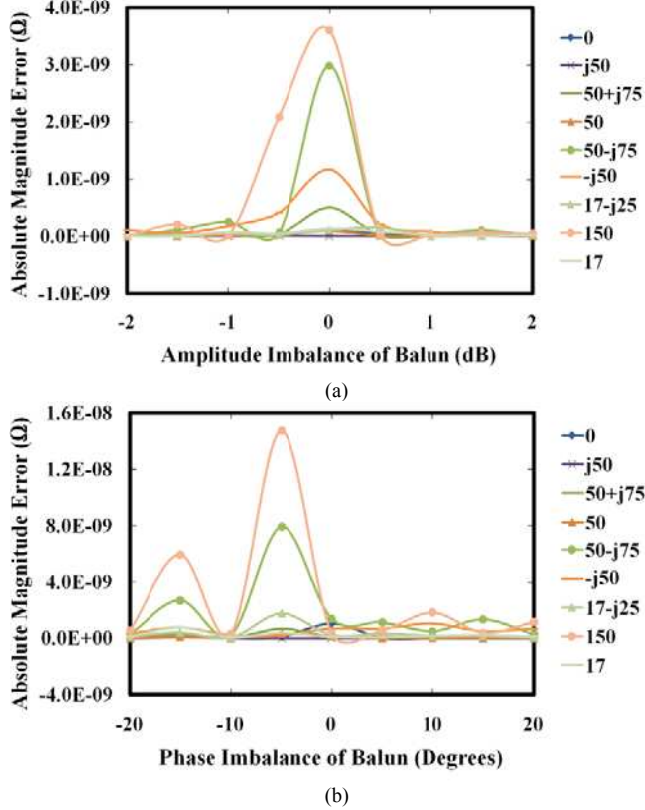 (a)
4.0E-09
3.0E-09
2.0E-09
1.0E-09
0.0E+00
-1.0E-09
Absolute Magnitude Error (Ω)
-2
-1
0
1
2
Amplitude Imbalance of Balun (dB)
0
j50
50+j75
50
50-j75
-j50
17-j25
150
17
(a)
1.6E-08
1.2E-08
8.0E-09
4.0E-09
0.0E+00
-4.0E-09
Absolute Magnitude Error (Ω)
-20
-10
0
10
20
Phase Imbalance of Balun (Degrees)
0
j50
50+j75
50
50-j75
-j50
17-j25
150
17
(b)